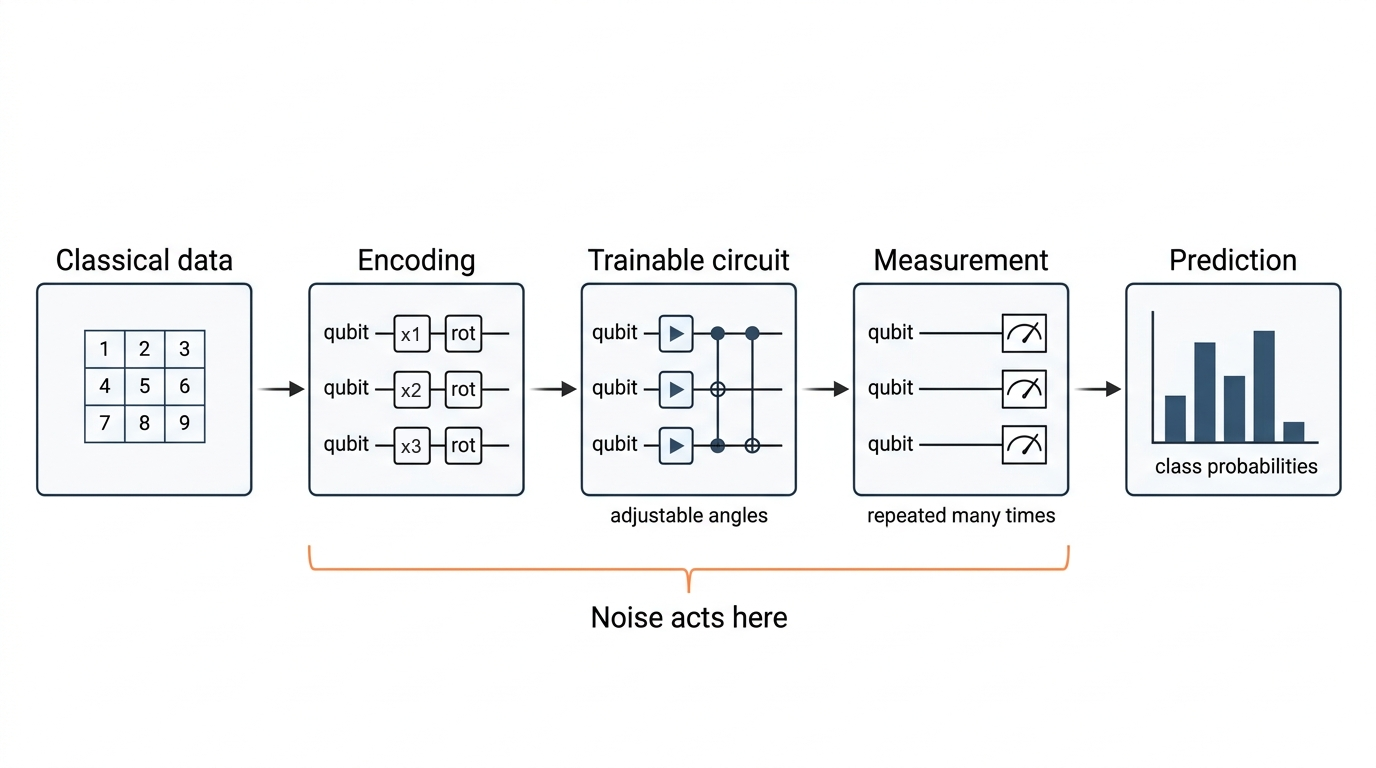 Classical data
1 2 3
4 5 6
7 8 9
Encoding
qubit x1 rot
qubit x2 rot
qubit x3 rot
Trainable circuit
qubit
qubit
qubit
adjustable angles
Measurement
qubit
qubit
qubit
repeated many times
Prediction
class probabilities
Noise acts here